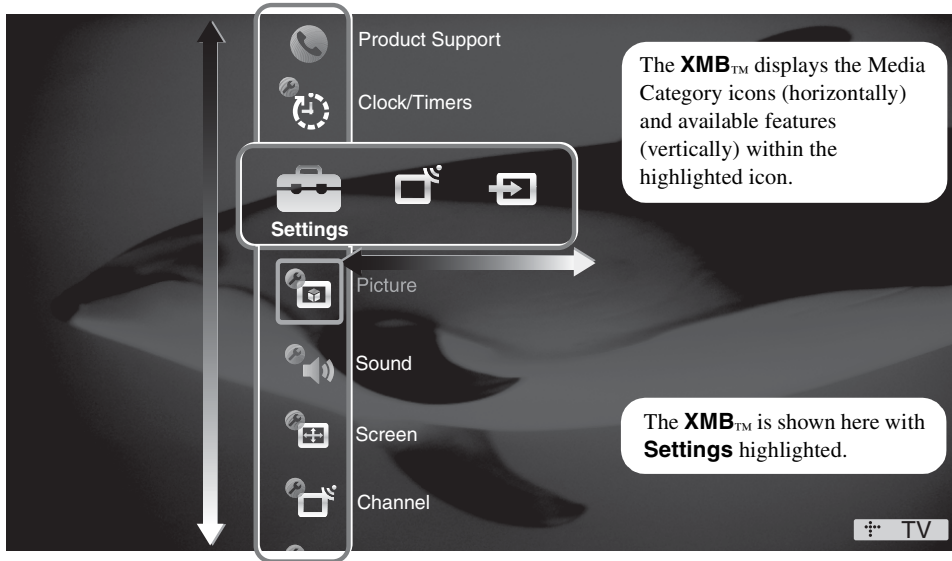 Product Support
Clock/Timers
The XMB™ displays the Media
Category icons (horizontally)
and available features
(vertically) within the
highlighted icon.
Settings
Picture
Sound
Screen
Channel
The XMB™ is shown here with
Settings highlighted.
TV